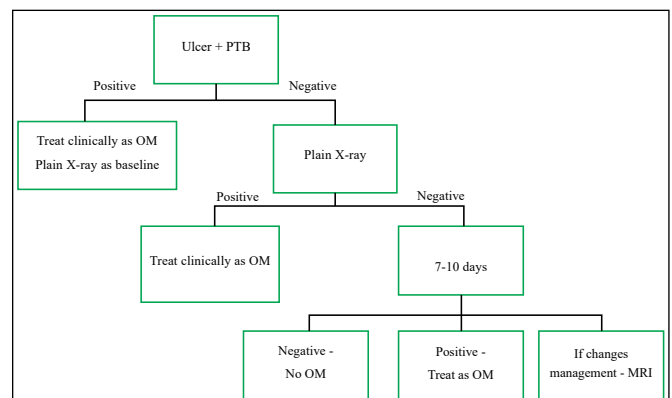 Ulcer + PTB
Positive
Negative
Treat clinically as OM
Plain X-ray as baseline
Plain X-ray
Positive
Negative
Treat clinically as OM
7-10 days
Negative -
No OM
Positive -
Treat as OM
If changes
management - MRI